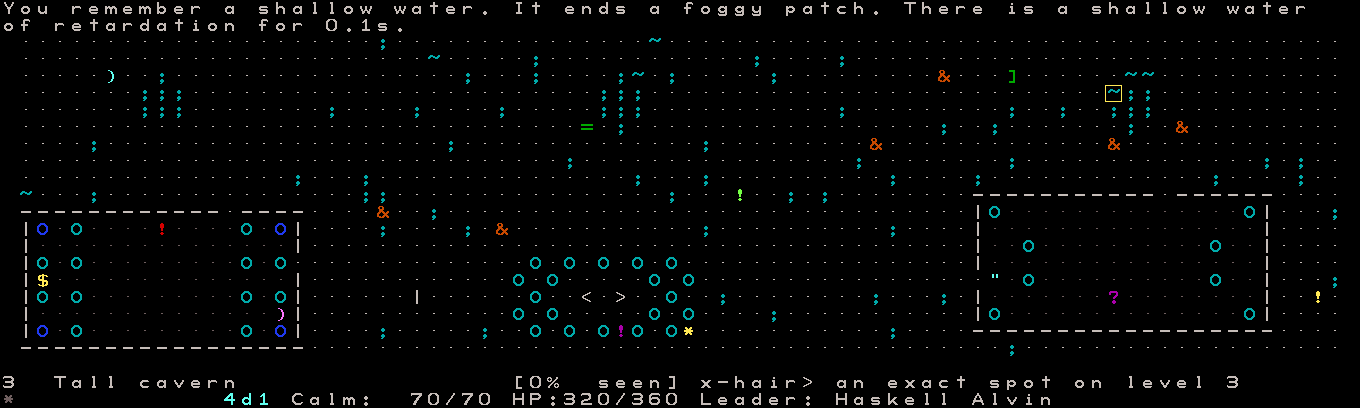 You remember a shallow water. It ends a foggy patch. There is a shallow water
of retardation for 0.1s.
3 Tall cavern [0% seen] x-hair> an exact spot on level 3
* 4d1 Calm: 70/70 HP:320/360 Leader: Haskell Alvin